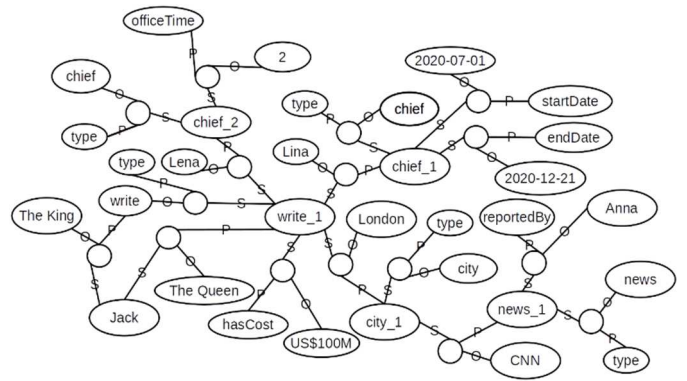 officeTime
P
O
2
S
chief
O
S
P
type
chief_2
P
2020-07-01
O
P
startDate
S
type
P
O
chief
S
P
endDate
S
O
2020-12-21
Lina
O
P
chief_1
S
type
P
Lena
O
S
write
O
S
write_1
The King
O
P
S
P
S
O
The Queen
Jack
S
P
hasCost
O
US$100M
London
S
O
P
type
P
S
O
city
city_1
S
P
O
CNN
reportedBy
P
O
Anna
S
news_1
S
O
news
P
type